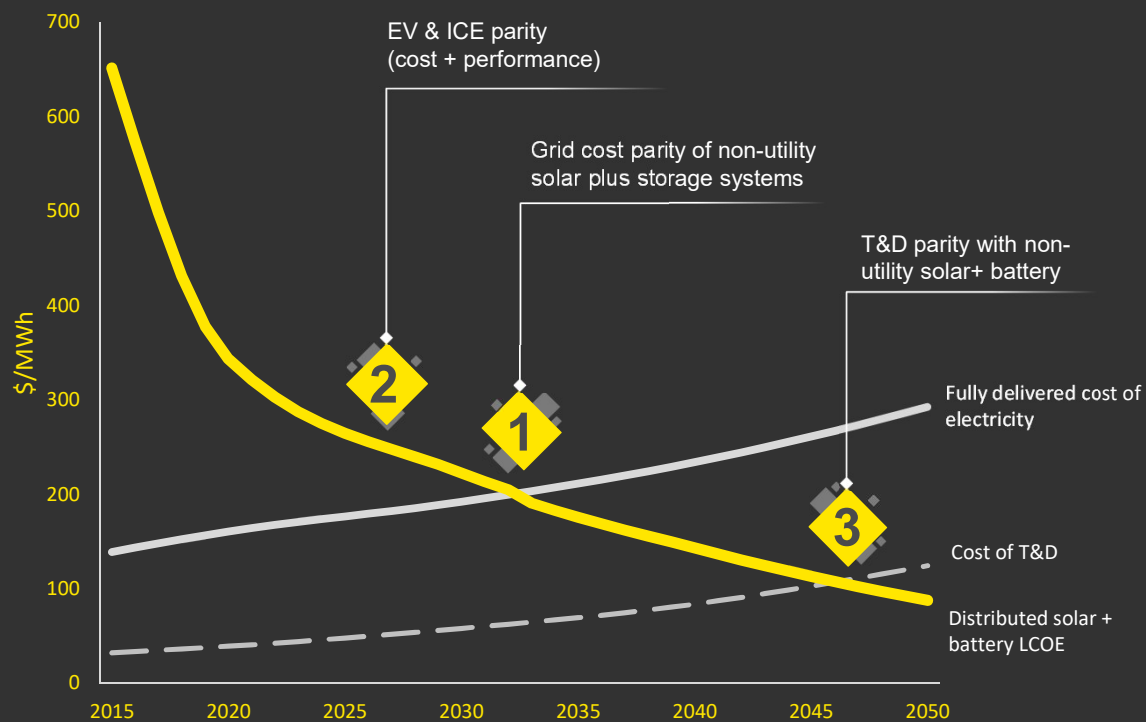 EV & ICE parity
(cost + performance)
Grid cost parity of non-utility
solar plus storage systems
T&D parity with non-
utility solar+ battery
700
600
500
400
300
200
100
0
$/MWh
2
1
3
Fully delivered cost of
electricity
Cost of T&D
Distributed solar +
battery LCOE
2015
2020
2025
2030
2035
2040
2045
2050